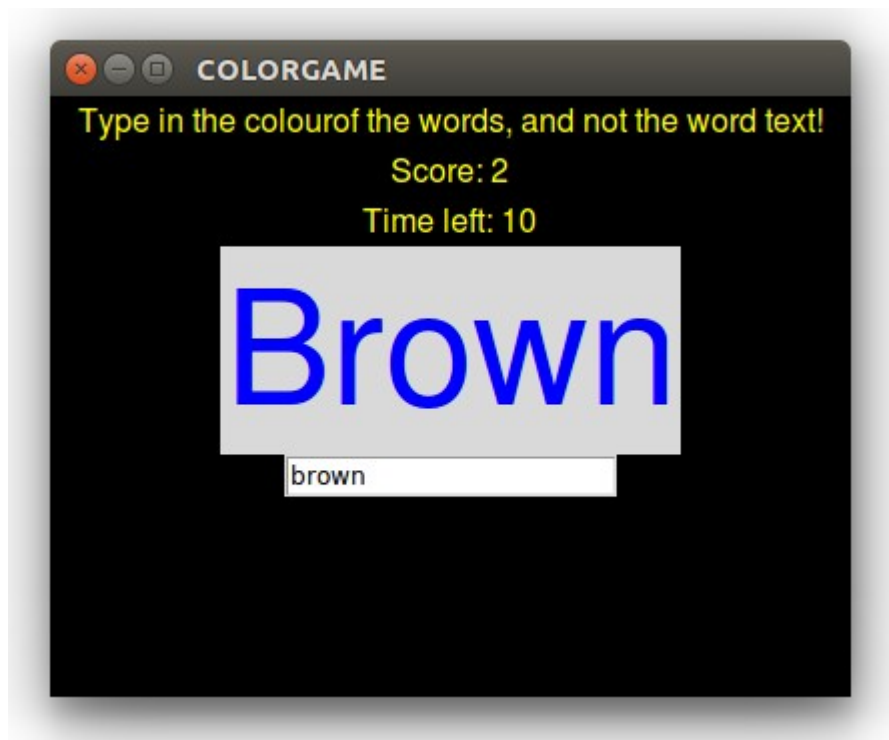 COLORGAME
Type in the colourof the words, and not the word text!
Score: 2
Time left: 10
Brown
brown